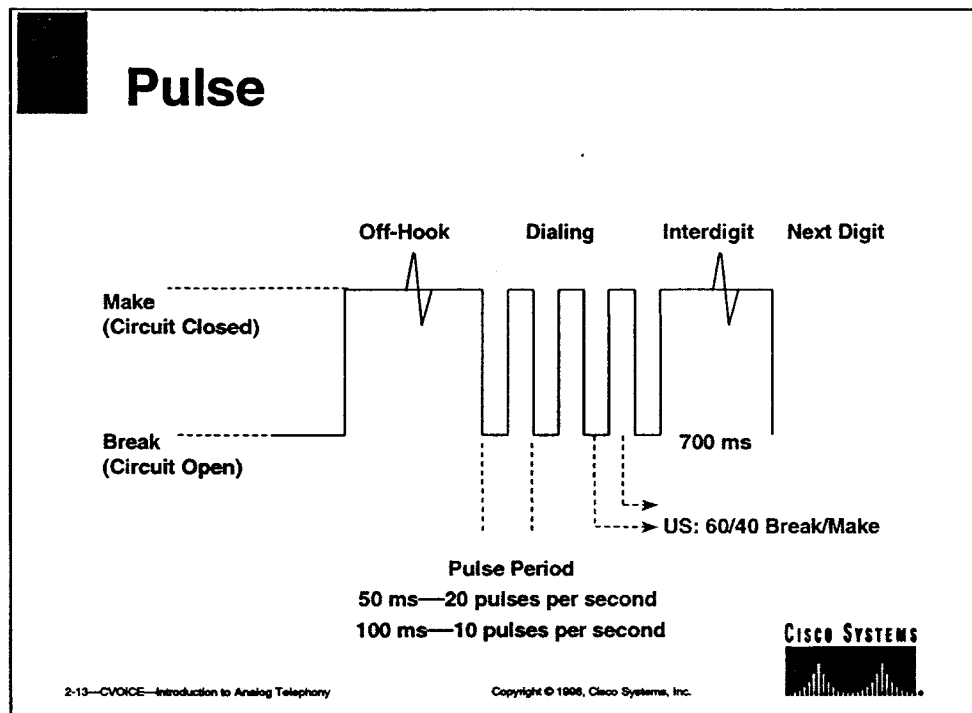 Pulse
Off-Hook Dialing Interdigit Next Digit
Make
(Circuit Closed)
Break
(Circuit Open)
700 ms
US: 60/40 Break/Make
Pulse Period
50 ms—20 pulses per second
100 ms—10 pulses per second
CISCO SYSTEMS
2-13—CVOICE—Introduction to Analog Telephony
Copyright © 1998, Cisco Systems, Inc.